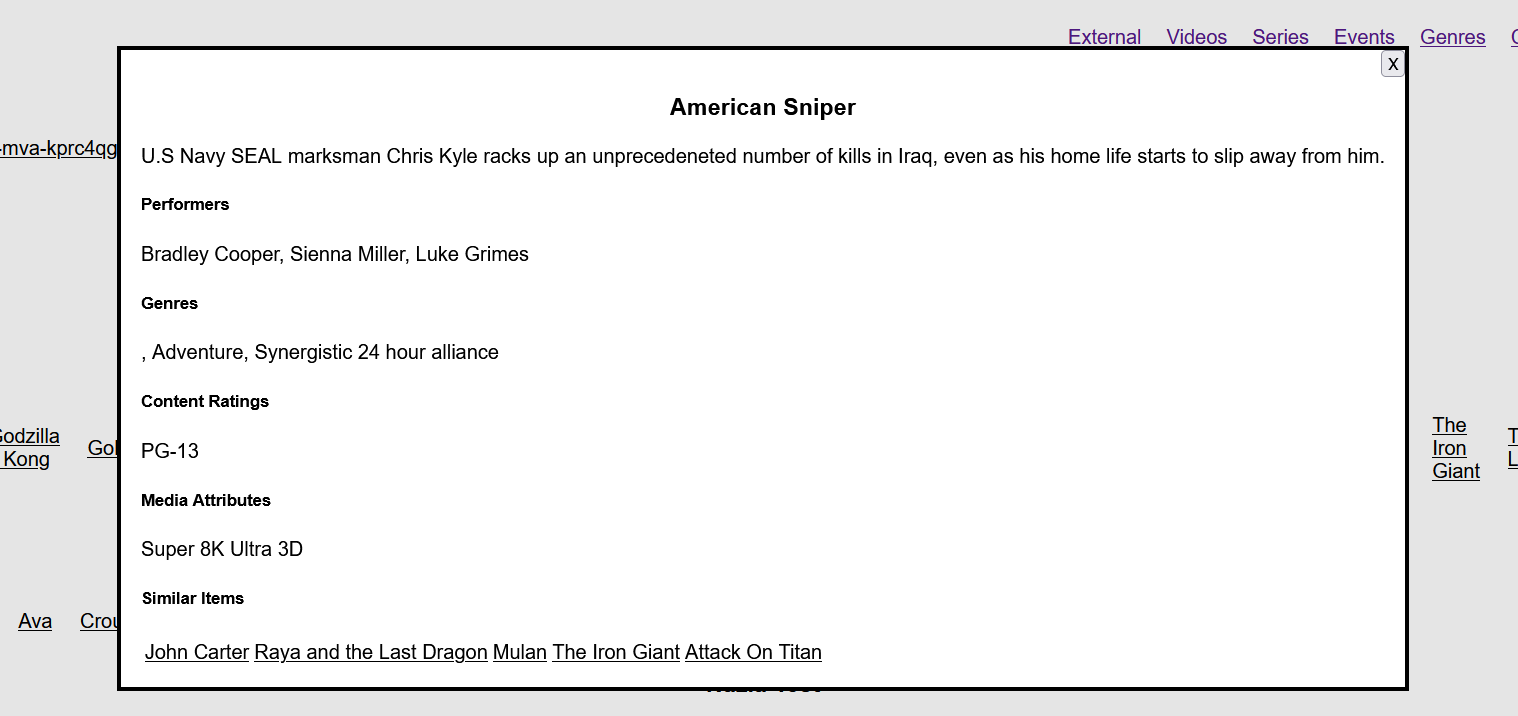 External Videos Series Events Genres
X
American Sniper
-mva-kprc4qg
U.S Navy SEAL marksman Chris Kyle racks up an unprecedeneted number of kills in Iraq, even as his home life starts to slip away from him.
Performers
Bradley Cooper, Sienna Miller, Luke Grimes
Genres
, Adventure, Synergistic 24 hour alliance
Content Ratings
PG-13
Godzilla
Kong
Gol
The
Iron
Giant
Media Attributes
Super 8K Ultra 3D
Similar Items
Ava Crou
John Carter Raya and the Last Dragon Mulan The Iron Giant Attack On Titan